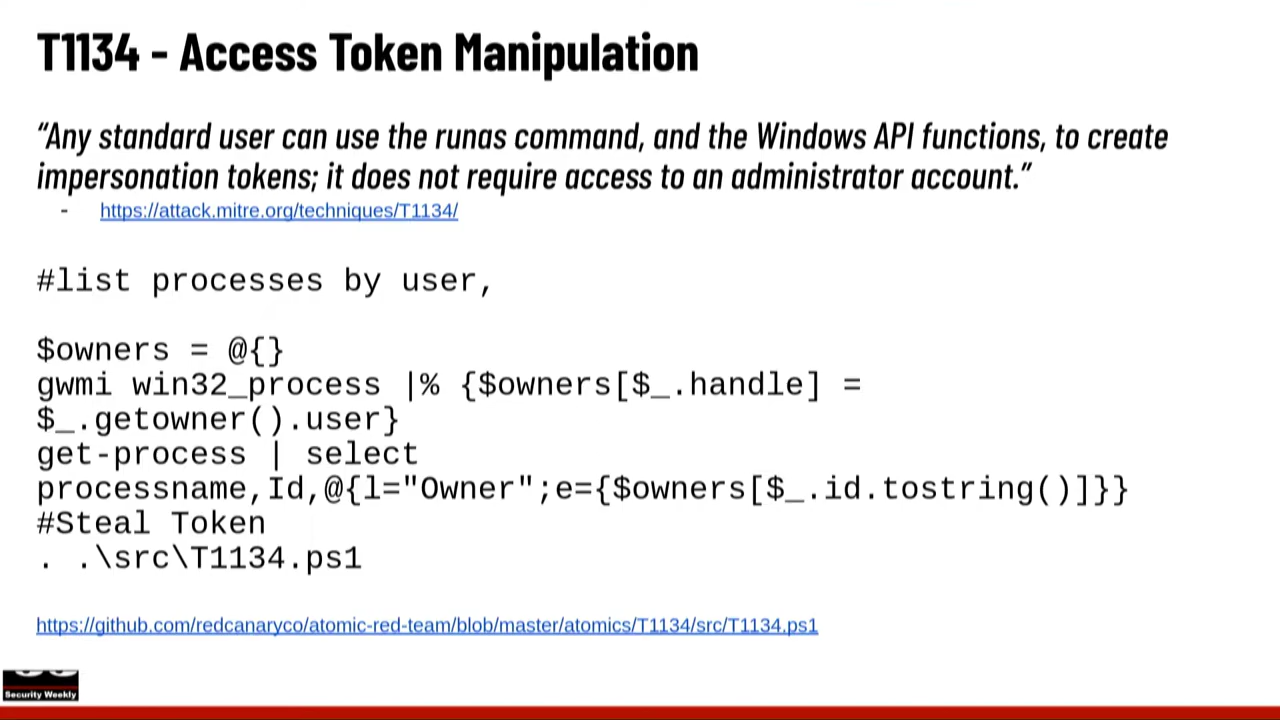 T1134 - Access Token Manipulation
“Any standard user can use the runas command, and the Windows API functions, to create
impersonation tokens; it does not require access to an administrator account.”
- https://attack.mitre.org/techniques/T1134/
#list processes by user,
$owners = @{}
gwmi win32_process |% {$owners[$_.handle] =
$_.getowner().user}
get-process | select
processname,Id,@{l="Owner";e={$owners[$_.id.tostring()]}}
#Steal Token
. .\src\T1134.ps1
https://github.com/redcanaryco/atomic-red-team/blob/master/atomics/T1134/src/T1134.ps1
Security Weekly